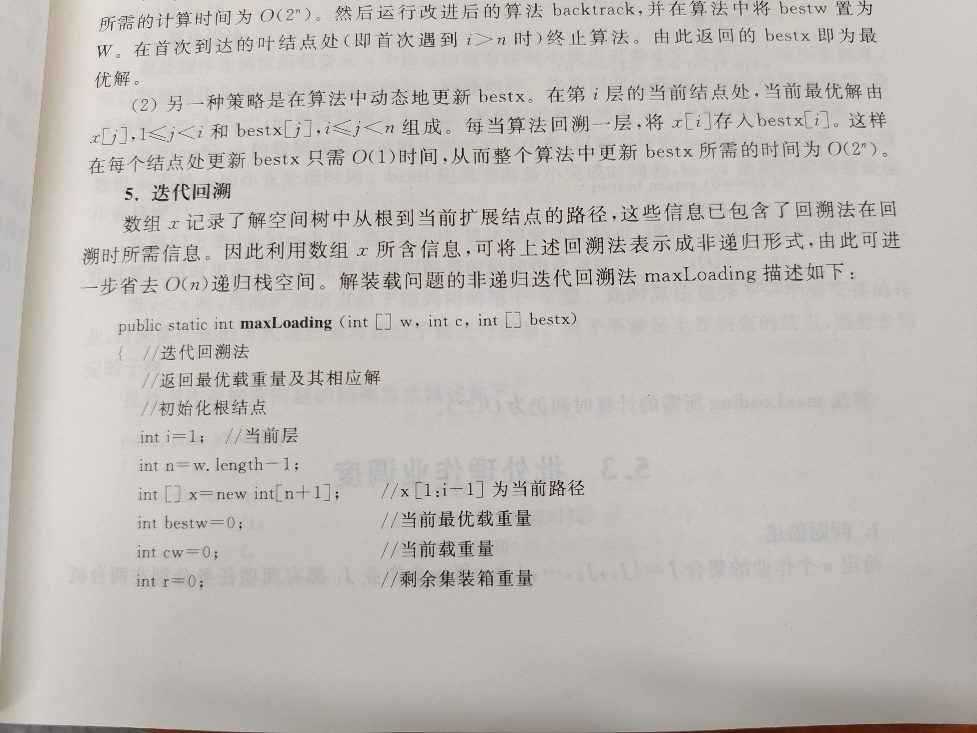 所需的计算时间为 O(2ⁿ)。然后运行改进后的算法 backtrack,并在算法中将 bestw 置为
W。在首次到达的叶结点处(即首次遇到 i>n 时)终止算法。由此返回的 bestx 即为最
优解。
(2) 另一种策略是在算法中动态地更新 bestx。在第 i 层的当前结点处,当前最优解由
x[j],1≤j<i 和 bestx[j],i≤j<n 组成。每当算法回溯一层,将 x[i]存入bestx[i]。这样
在每个结点处更新 bestx 只需 O(1)时间,从而整个算法中更新 bestx 所需的时间为 O(2ⁿ)。
5. 迭代回溯
数组 x 记录了解空间树中从根到当前扩展结点的路径,这些信息已包含了回溯法在回
溯时所需信息。因此利用数组 x 所含信息,可将上述回溯法表示成非递归形式,由此可进
一步省去 O(n)递归栈空间。解装载问题的非递归迭代回溯法 maxLoading 描述如下:
public static int maxLoading (int [] w, int c, int [] bestx)
{ //迭代回溯法
//返回最优载重量及其相应解
//初始化根结点
int i=1; //当前层
int n=w.length-1;
int [] x=new int[n+1]; //x [1:i-1] 为当前路径
int bestw=0; //当前最优载重量
int cw=0; //当前载重量
int r=0; //剩余集装箱重量